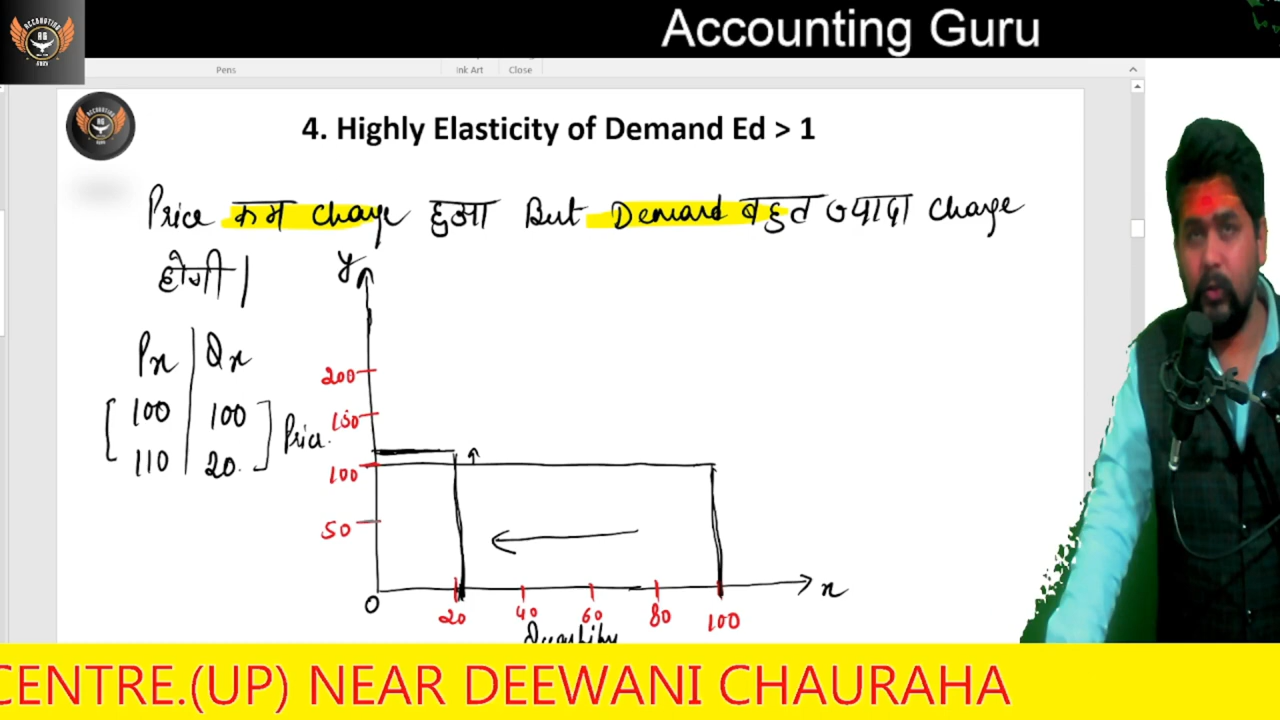 Accounting Guru
Pens
Ink Art
Close
4. Highly Elasticity of Demand Ed > 1
Price कम change हुआ But Demand बहुत ज्यादा change
होगी|
y
Px | Qx
100 | 100
110 | 20
Price.
200
150
100
50
0
20 40 60 80 100
x
Quantity
CENTRE.(UP) NEAR DEEWANI CHAURAHA